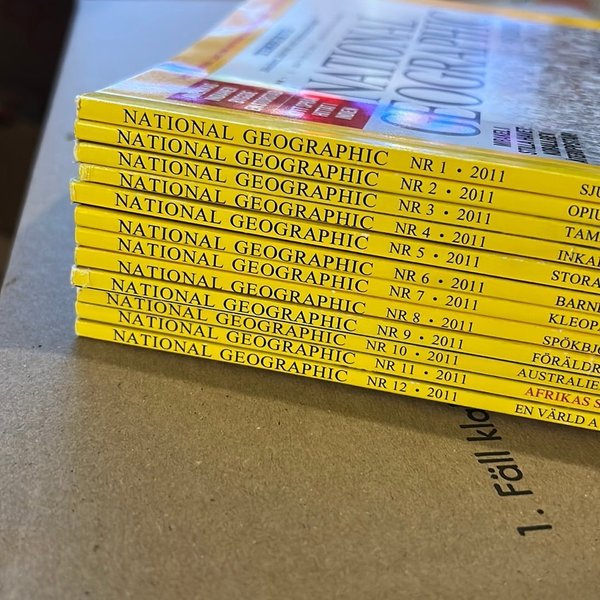 NATIONAL
GEOGRAPHIC
NATIONAL GEOGRAPHIC NR 1 • 2011 SJU
NATIONAL GEOGRAPHIC NR 2 • 2011 OPIU
NATIONAL GEOGRAPHIC NR 3 • 2011 TAM
NATIONAL GEOGRAPHIC NR 4 • 2011 INKA
NATIONAL GEOGRAPHIC NR 5 • 2011 STORA
NATIONAL GEOGRAPHIC NR 6 • 2011 BARN
NATIONAL GEOGRAPHIC NR 7 • 2011 KLEOP
NATIONAL GEOGRAPHIC NR 8 • 2011 SPÖKBJ
NATIONAL GEOGRAPHIC NR 9 • 2011 FÖRÄLDR
NATIONAL GEOGRAPHIC NR 10 • 2011 AUSTRALIE
NATIONAL GEOGRAPHIC NR 11 • 2011 AFRIKAS S
NATIONAL GEOGRAPHIC NR 12 • 2011 EN VÄRLD A
1. Fäll kla